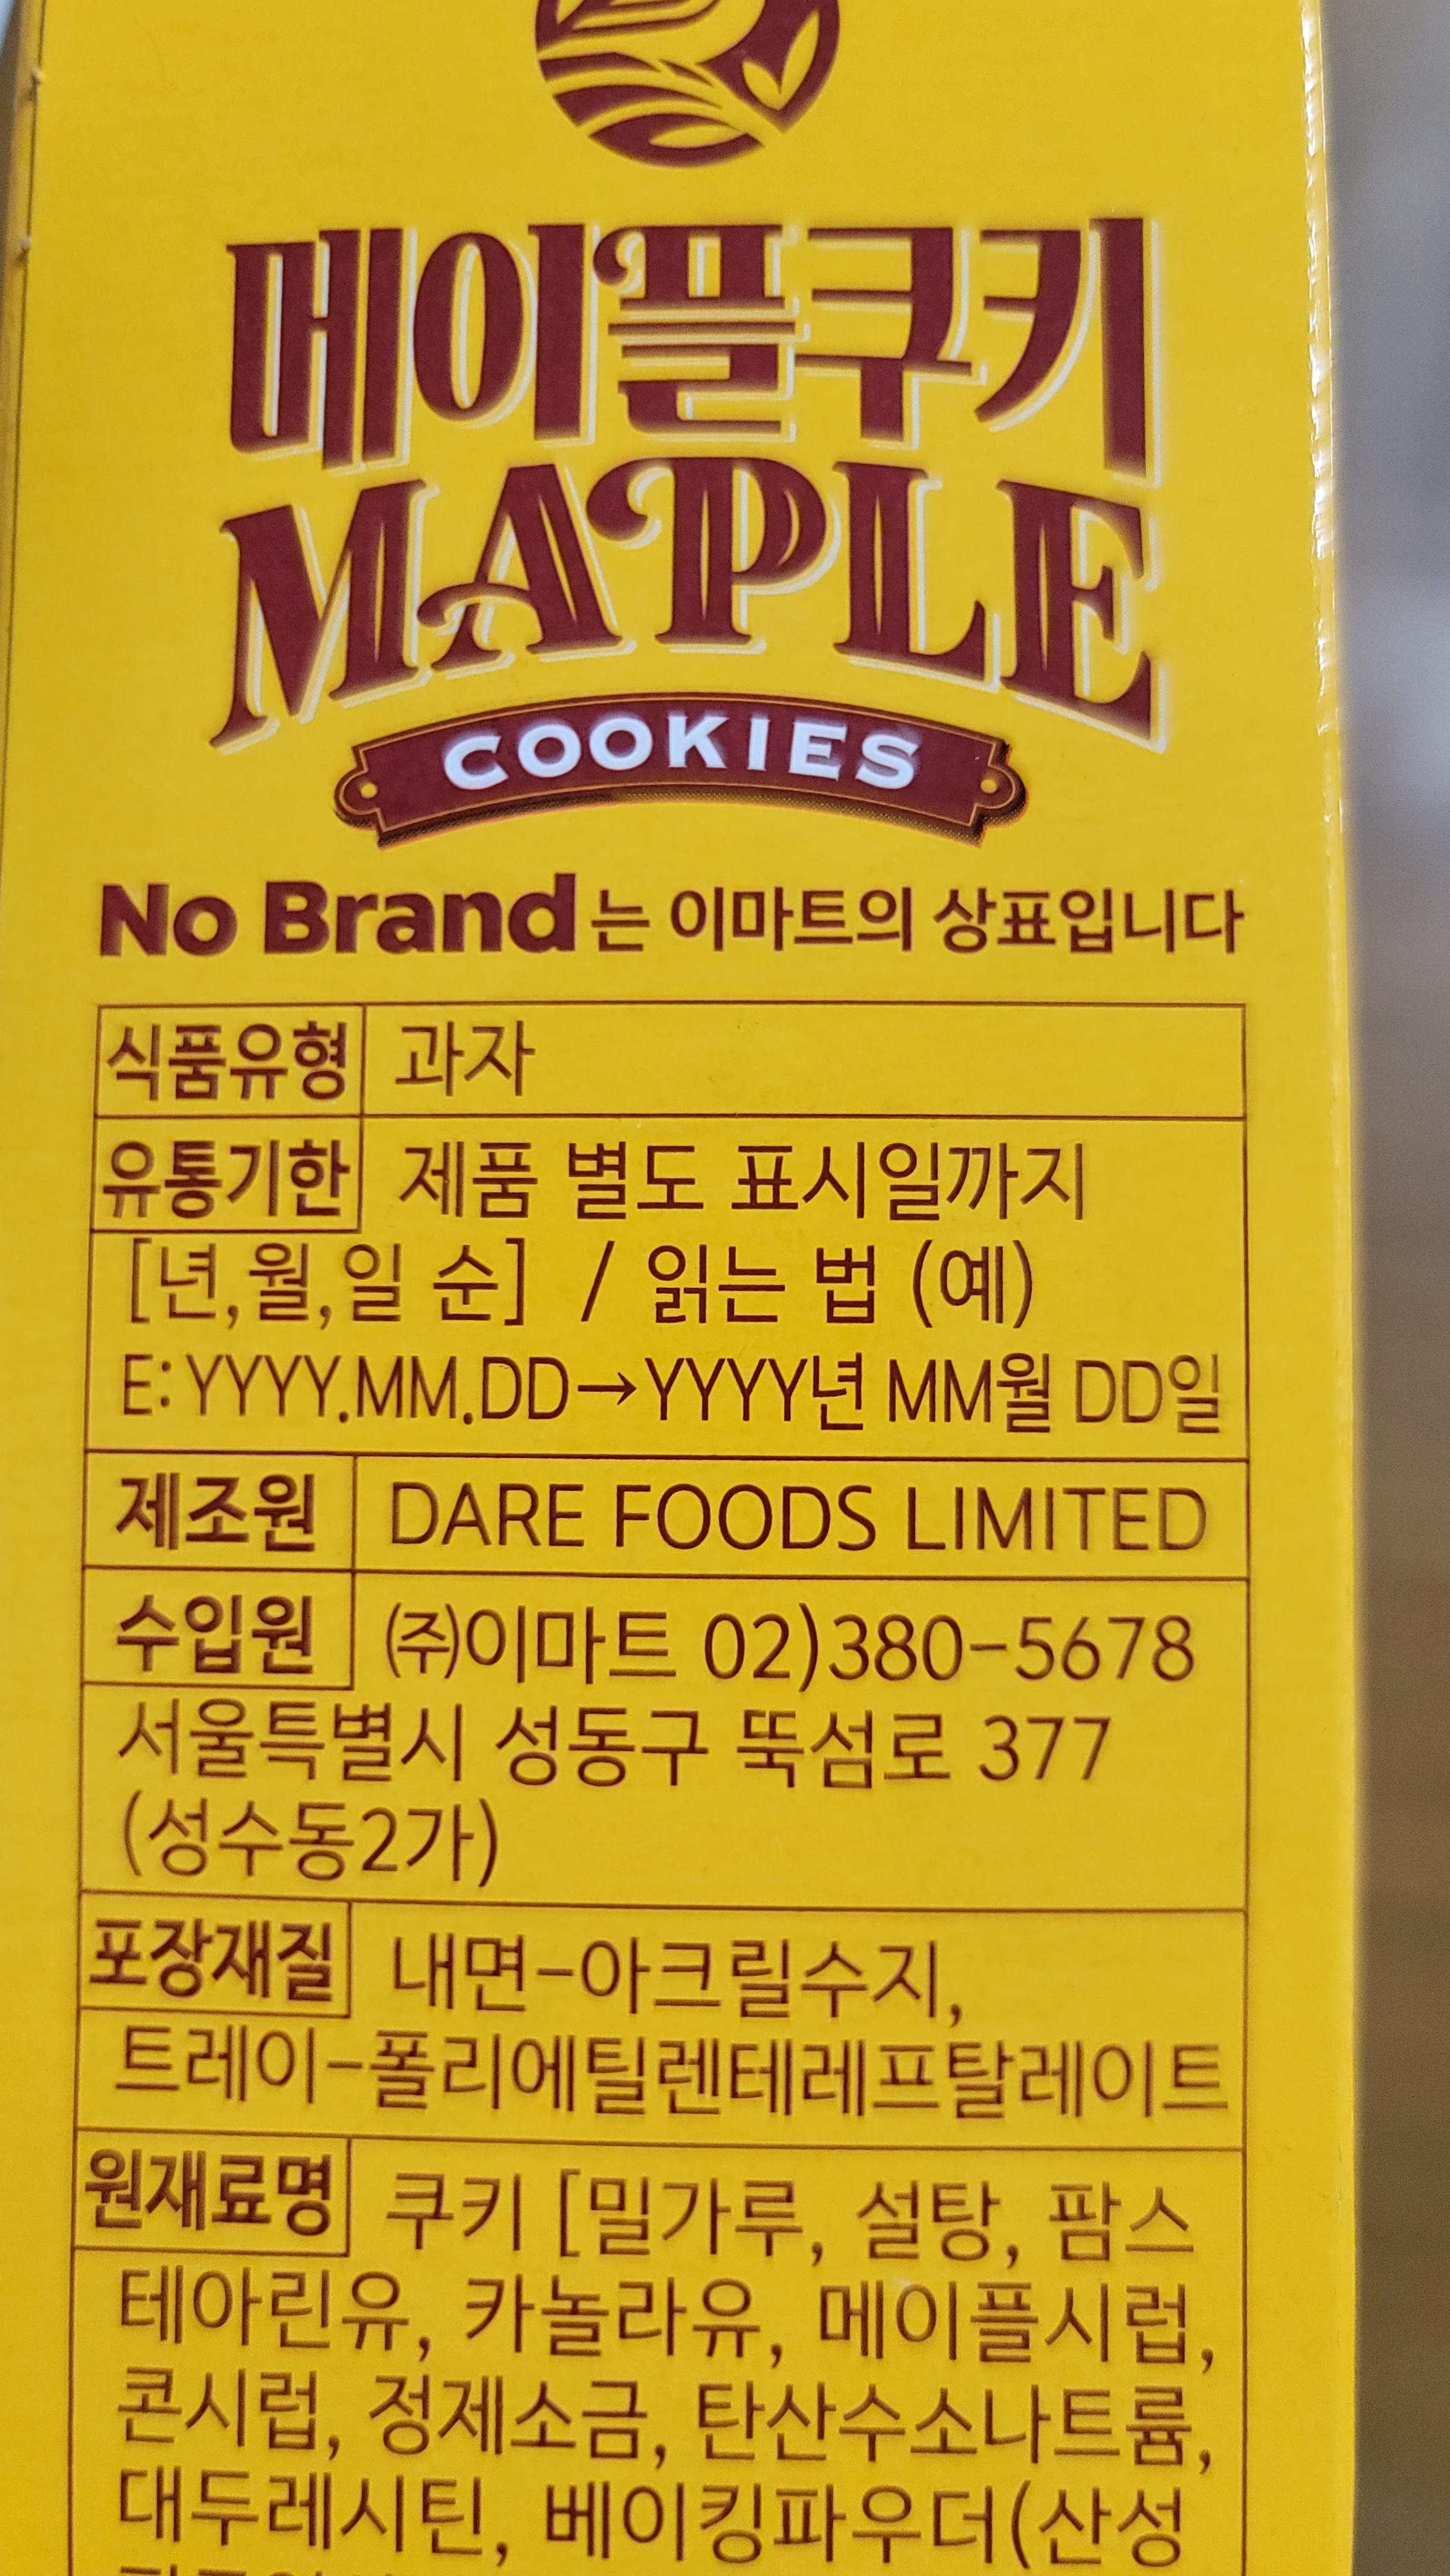 메이플쿠키
MAPLE
COOKIES
No Brand는 이마트의 상표입니다
식품유형 과자
유통기한 제품 별도 표시일까지
[년,월,일 순] / 읽는 법 (예)
E: YYYY.MM.DD→YYYY년 MM월 DD일
제조원 DARE FOODS LIMITED
수입원 ㈜이마트 02)380-5678
서울특별시 성동구 뚝섬로 377
(성수동2가)
포장재질 내면-아크릴수지,
트레이-폴리에틸렌테레프탈레이트
원재료명 쿠키 [밀가루, 설탕, 팜스
테아린유, 카놀라유, 메이플시럽,
콘시럽, 정제소금, 탄산수소나트륨,
대두레시틴, 베이킹파우더(산성